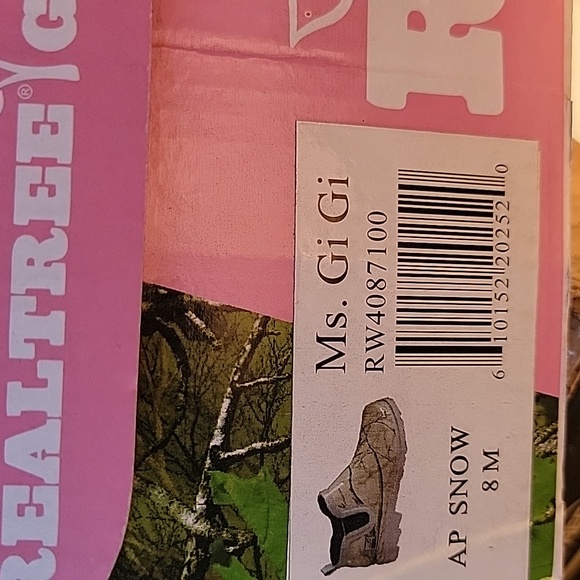 REALTREE® G
R
Ms. Gi Gi
RW4087100
6 10152 20252 0
AP SNOW
8 M